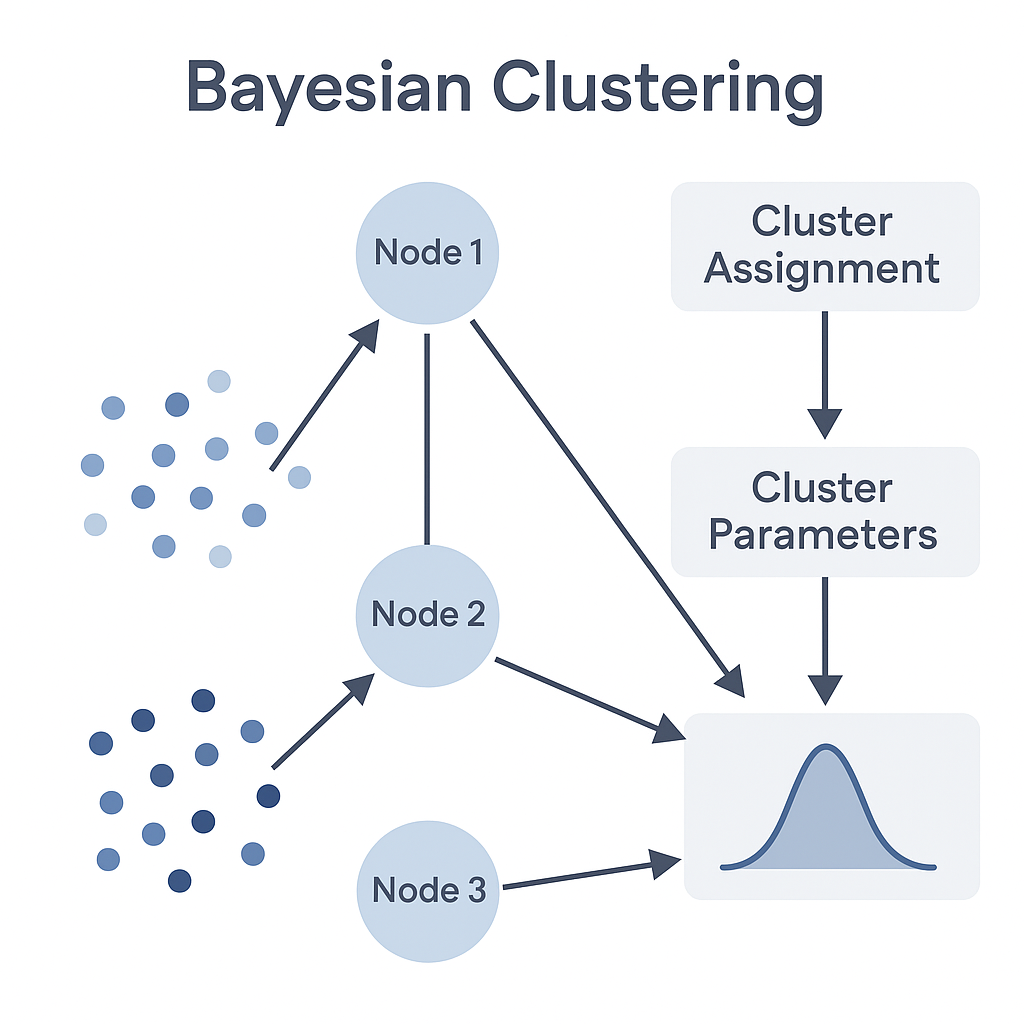 Bayesian Clustering
Node 1
Node 2
Node 3
Cluster
Assignment
Cluster
Parameters